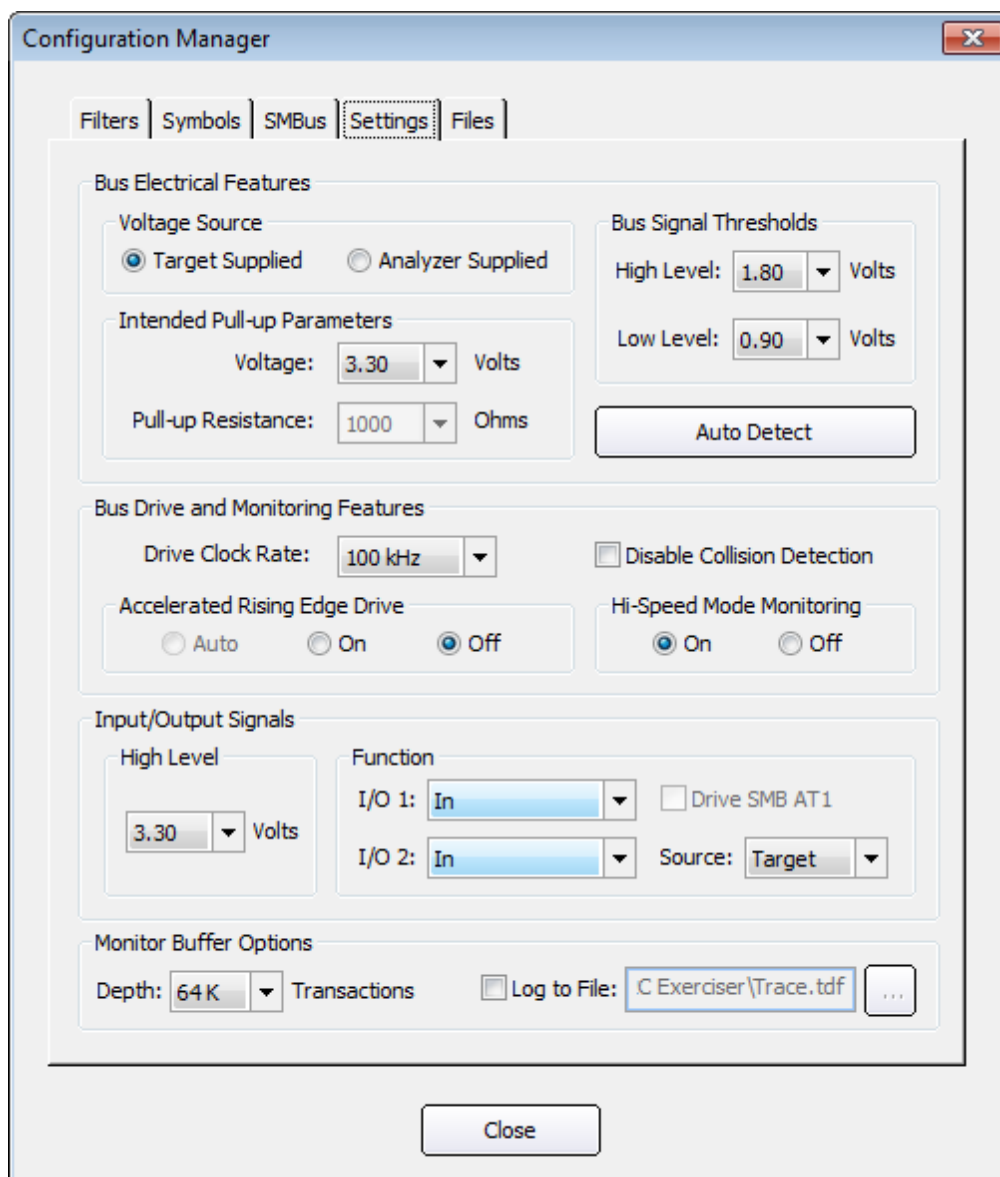 Configuration Manager
Filters Symbols SMBus Settings Files
Bus Electrical Features
Voltage Source
Target Supplied Analyzer Supplied
Intended Pull-up Parameters
Voltage: 3.30 Volts
Pull-up Resistance: 1000 Ohms
Bus Signal Thresholds
High Level: 1.80 Volts
Low Level: 0.90 Volts
Auto Detect
Bus Drive and Monitoring Features
Drive Clock Rate: 100 kHz
Disable Collision Detection
Accelerated Rising Edge Drive
Auto On Off
Hi-Speed Mode Monitoring
On Off
Input/Output Signals
High Level
3.30 Volts
Function
I/O 1: In Drive SMB AT1
I/O 2: In Source: Target
Monitor Buffer Options
Depth: 64 K Transactions Log to File: C Exerciser\Trace.tdf ...
Close